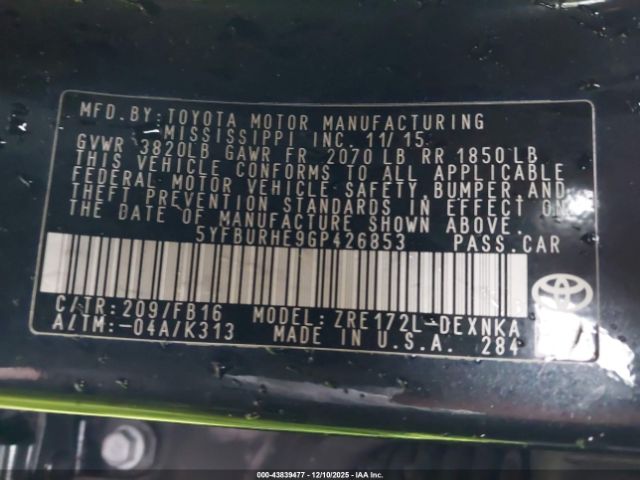 MFD. BY: TOYOTA MOTOR MANUFACTURING
MISSISSIPPI INC. 11/15
GVWR 3820LB GAWR FR 2070 LB RR 1850 LB
THIS VEHICLE CONFORMS TO ALL APPLICABLE
FEDERAL MOTOR VEHICLE SAFETY, BUMPER AND
THEFT PREVENTION STANDARDS IN EFFECT ON
THE DATE OF MANUFACTURE SHOWN ABOVE.
5YFBURHE9GP426853 PASS.CAR
C/TR: 209/FB16 MODEL: ZRE172L-DEXNKA
A/TM: -04A/K313 MADE IN U.S.A. 284
000-43839477 - 12/10/2025 - IAA Inc.